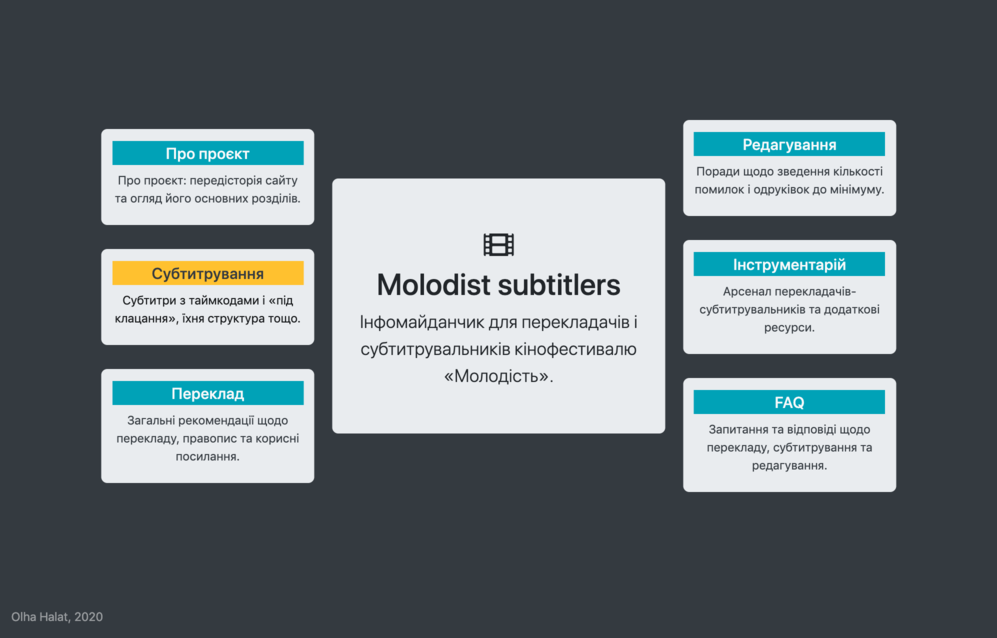 Про проєкт
Про проєкт: передісторія сайту
та огляд його основних розділів.
Субтитрування
Субтитри з таймкодами і «під
клацання», їхня структура тощо.
Переклад
Загальні рекомендації щодо
перекладу, правопис та корисні
посилання.
Molodist subtitlers
Інфомайданчик для перекладачів і
субтитрувальників кінофестивалю
«Молодість».
Редагування
Поради щодо зведення кількості
помилок і одруківок до мінімуму.
Інструментарій
Арсенал перекладачів-
субтитрувальників та додаткові
ресурси.
FAQ
Запитання та відповіді щодо
перекладу, субтитрування та
редагування.
Olha Halat, 2020